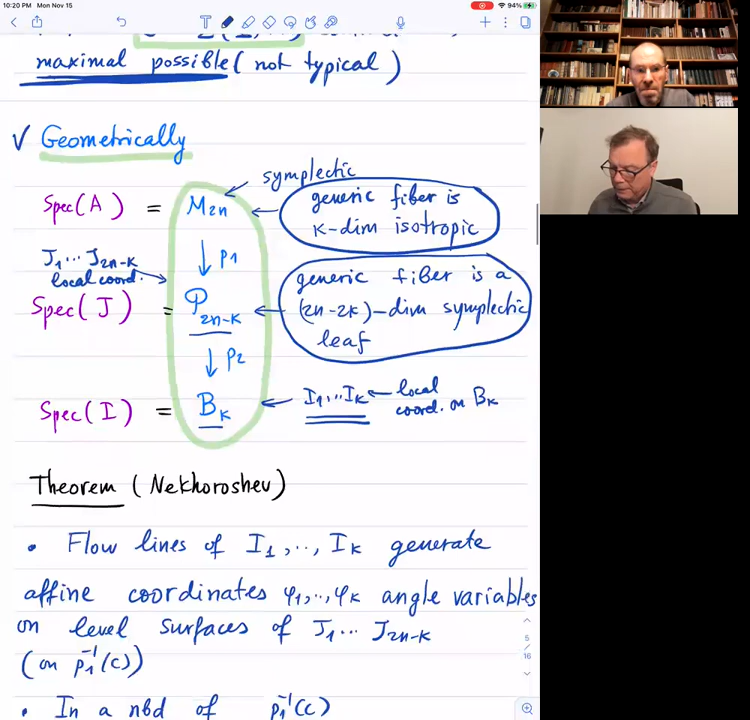 10:20 PM Mon Nov 15
94%
maximal possible (not typical)
√ Geometrically
symplectic
Spec(A) = M2n
generic fiber is
k-dim isotropic
↓ p1
J1 ... J2n-k
local coord.
Spec(J) = P2n-k
generic fiber is a
(2n-2k)-dim symplectic
leaf
↓ p2
Spec(I) = Bk
I1, ... Ik ← local
coord. on Bk
Theorem (Nekhoroshev)
• Flow lines of I1, .., Ik generate
affine coordinates φ1, .., φk angle variables
on level surfaces of J1 ... J2n-k
(on p1⁻¹(c))
• In a nbd of p1⁻¹(c)
5
16